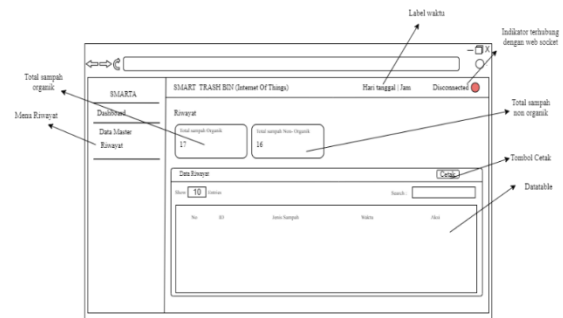 Label waktu
Indikator terhubung
dengan web socket
Total sampah
organik
Menu Riwayat
SMARTA
Dashboard
Data Master
Riwayat
SMART TRASH BIN (Internet Of Things)
Hari tanggal / Jam
Disconnected
Riwayat
Total sampah Organik
17
Total sampah Non- Organik
16
Total sampah
non organik
Data Riwayat
Cetak
Tombol Cetak
Show 10 Entries
Search :
Datatable
No ID Jenis Sampah Waktu Aksi